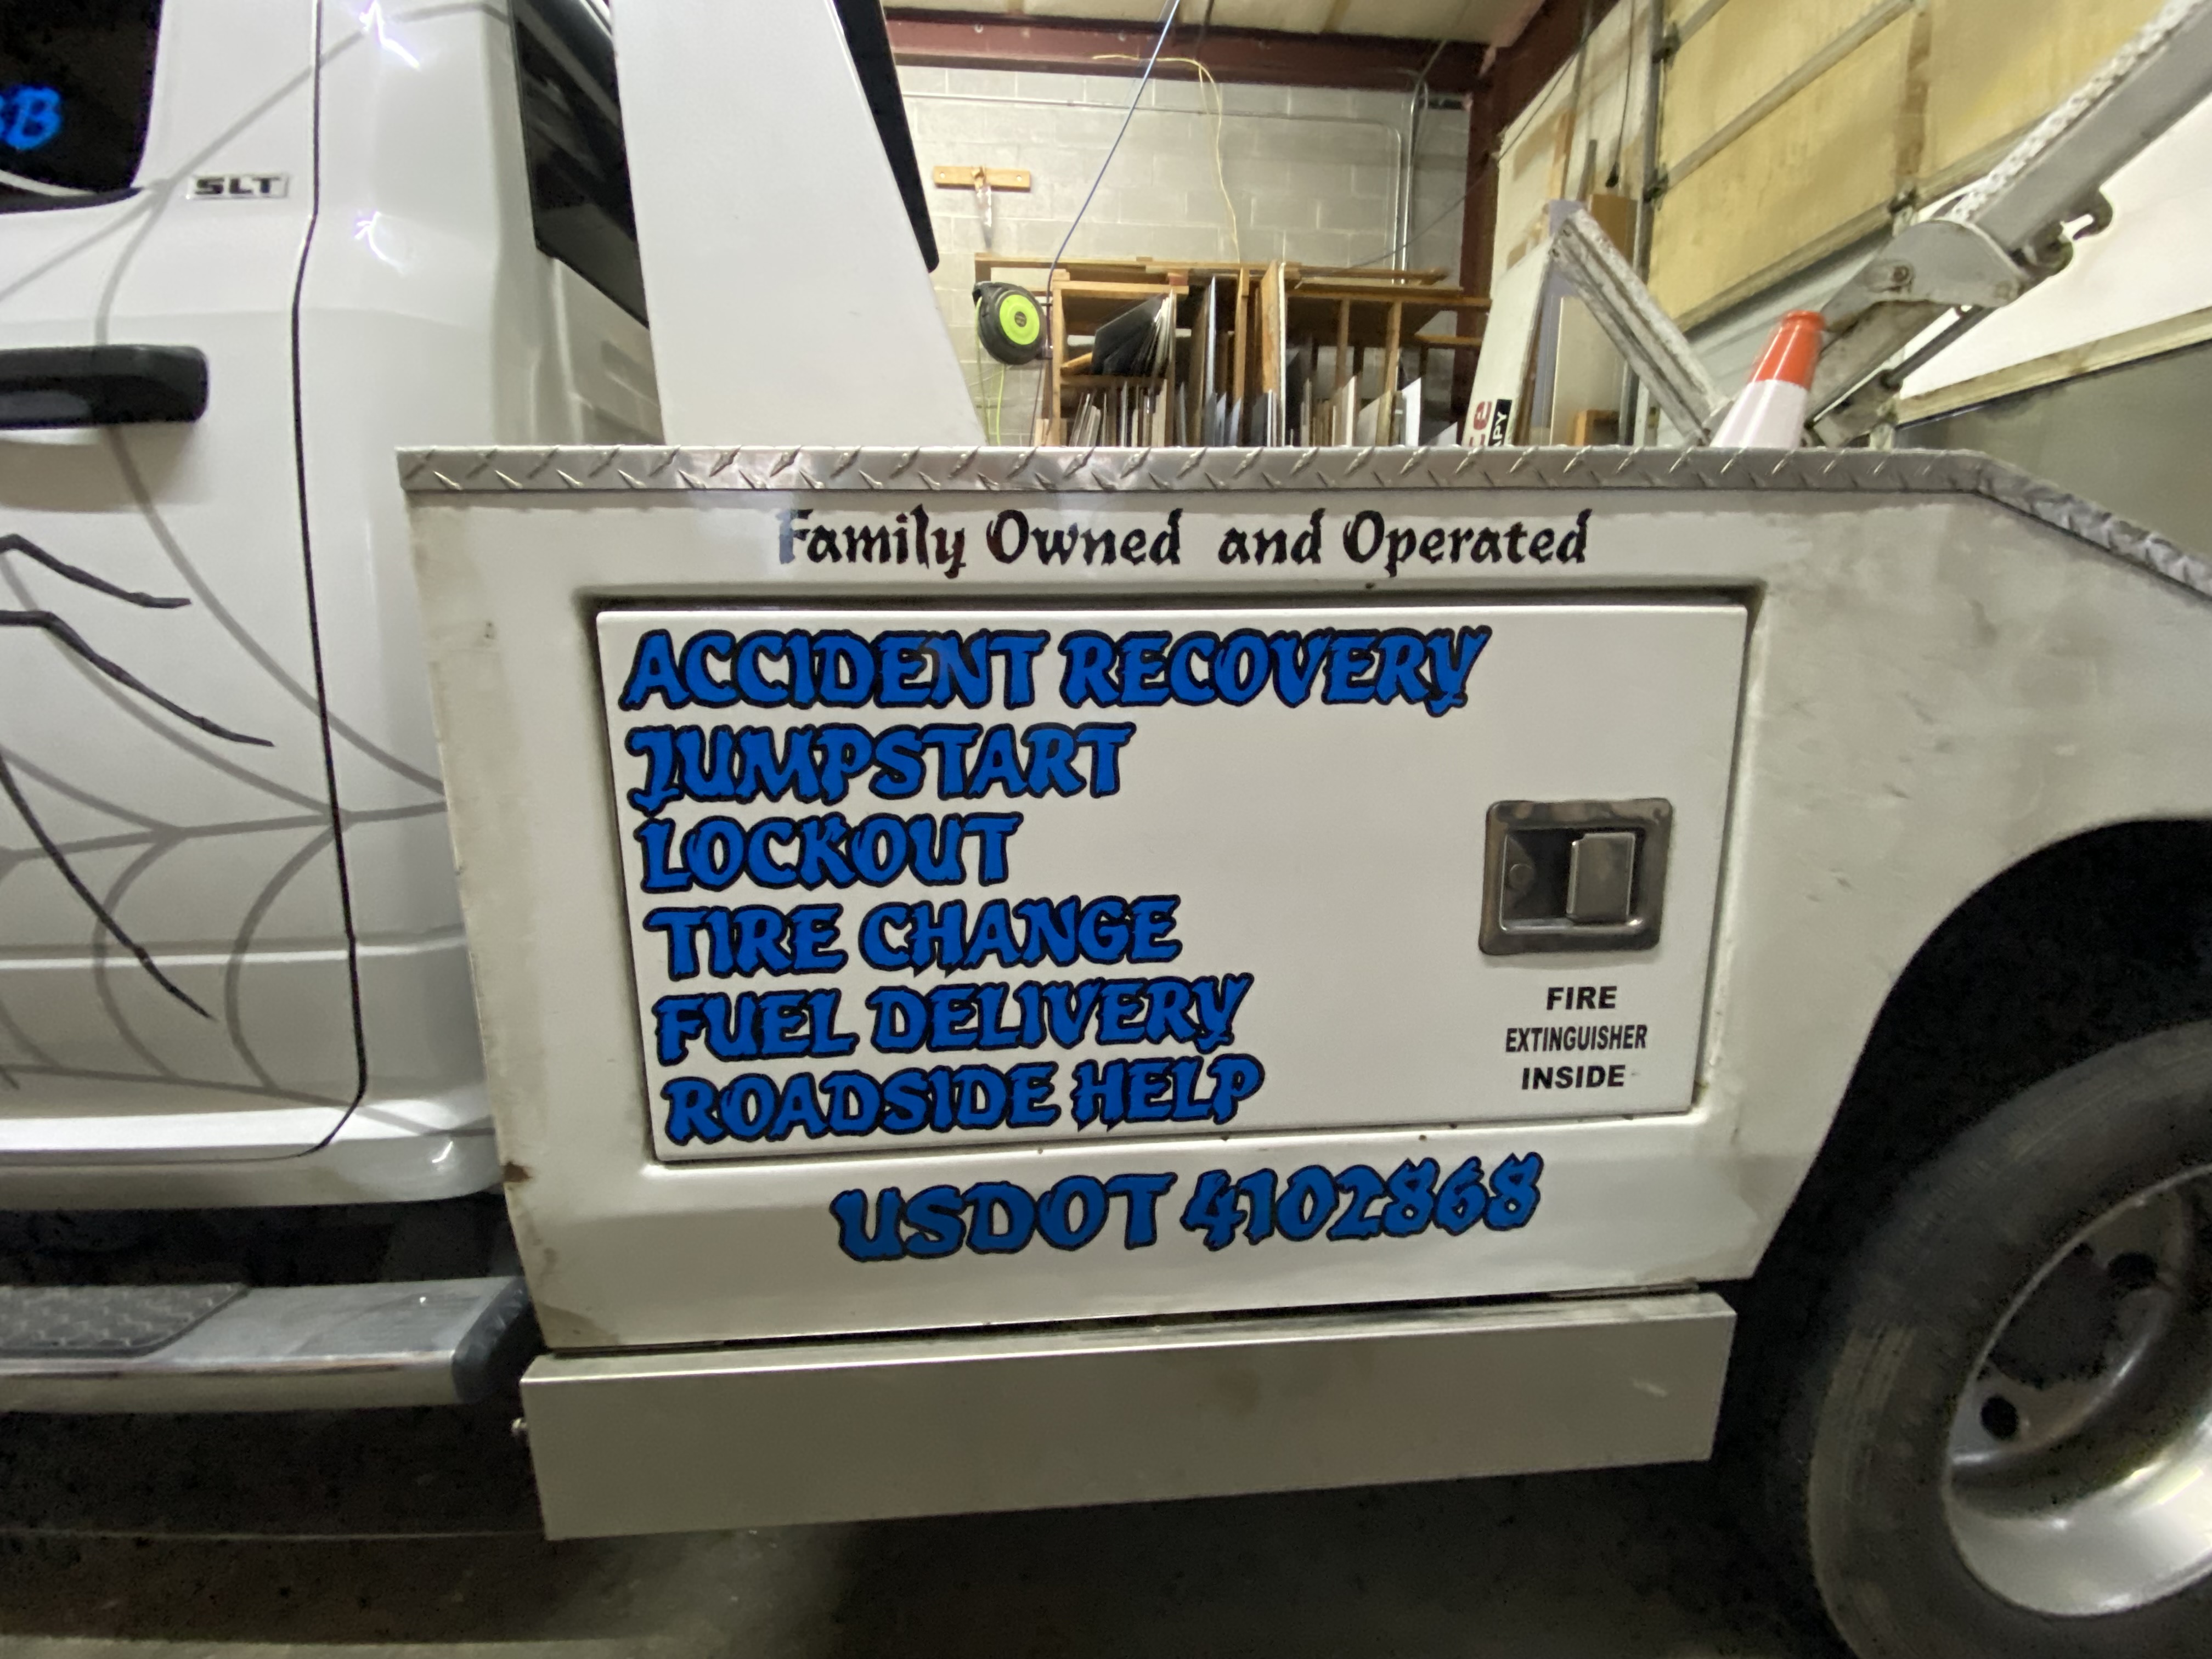 SLT
Family Owned and Operated
ACCIDENT RECOVERY
JUMPSTART
LOCKOUT
TIRE CHANGE
FUEL DELIVERY
ROADSIDE HELP
FIRE
EXTINGUISHER
INSIDE
USDOT 4102868